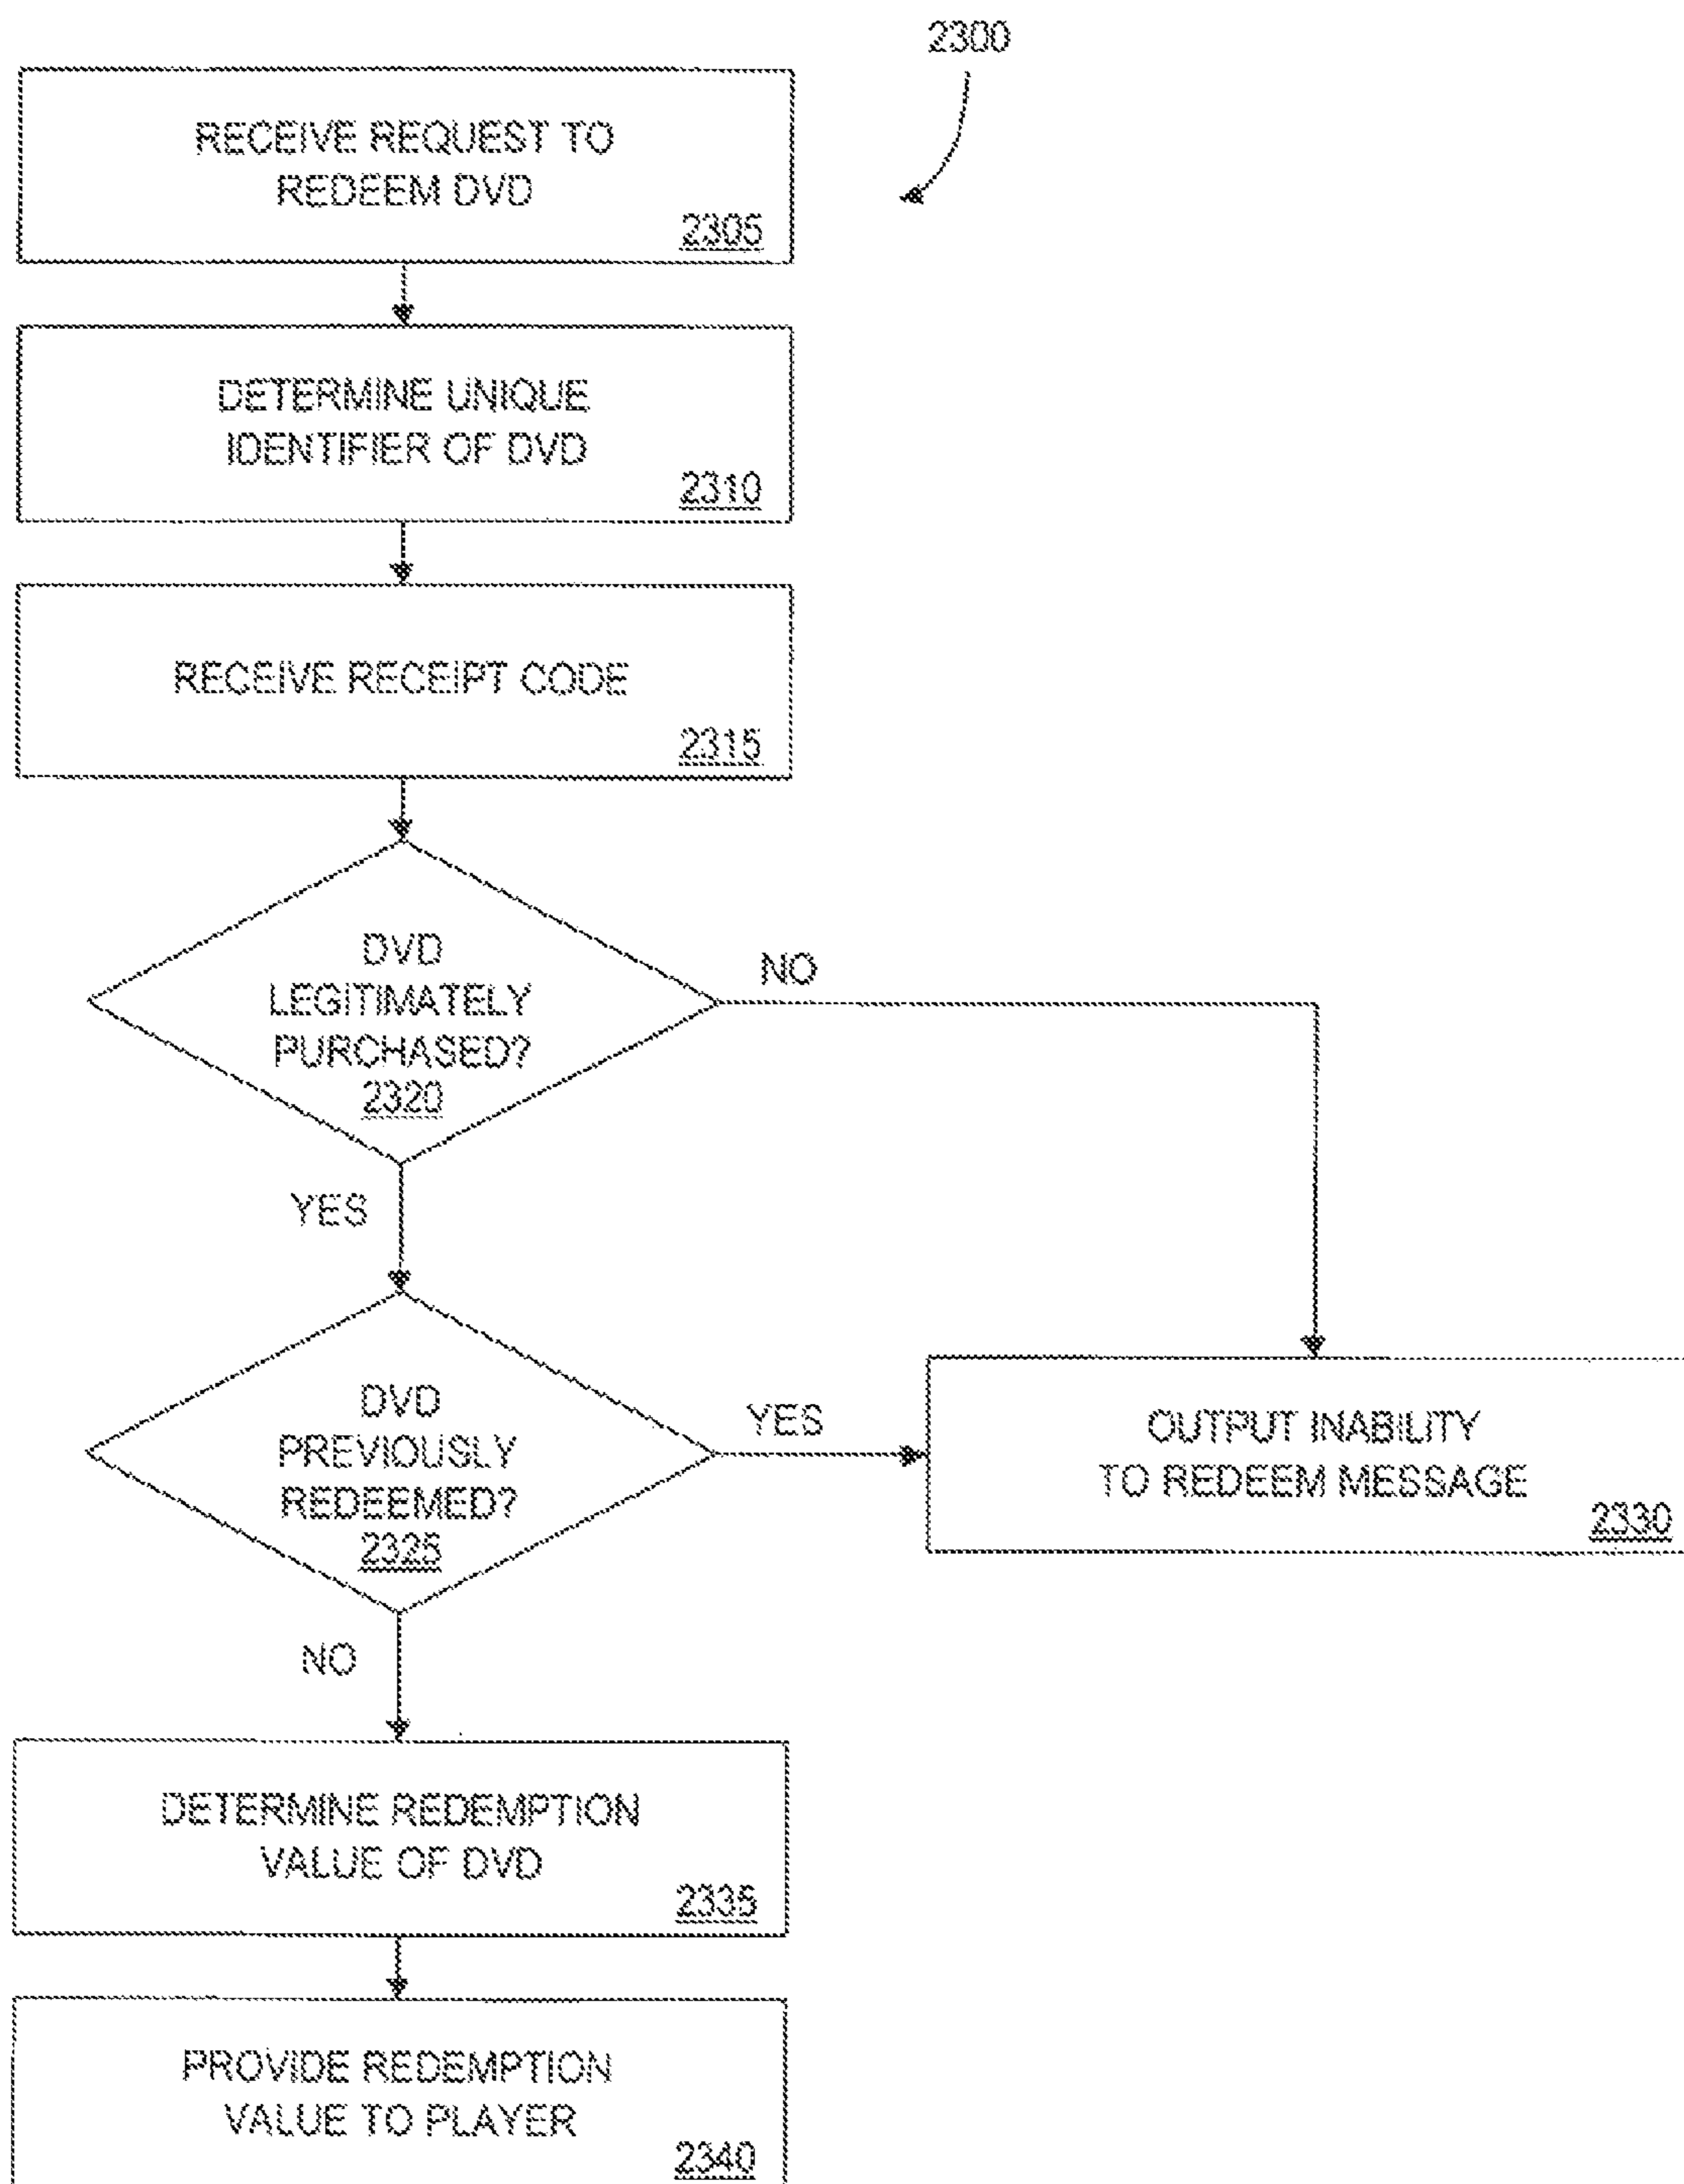 2300
RECEIVE REQUEST TO
REDEEM DVD
2305
DETERMINE UNIQUE
IDENTIFIER OF DVD
2310
RECEIVE RECEIPT CODE
2315
DVD
LEGITIMATELY
PURCHASED?
2320
NO
YES
DVD
PREVIOUSLY
REDEEMED?
2325
YES
OUTPUT INABILITY
TO REDEEM MESSAGE
2330
NO
DETERMINE REDEMPTION
VALUE OF DVD
2335
PROVIDE REDEMPTION
VALUE TO PLAYER
2340